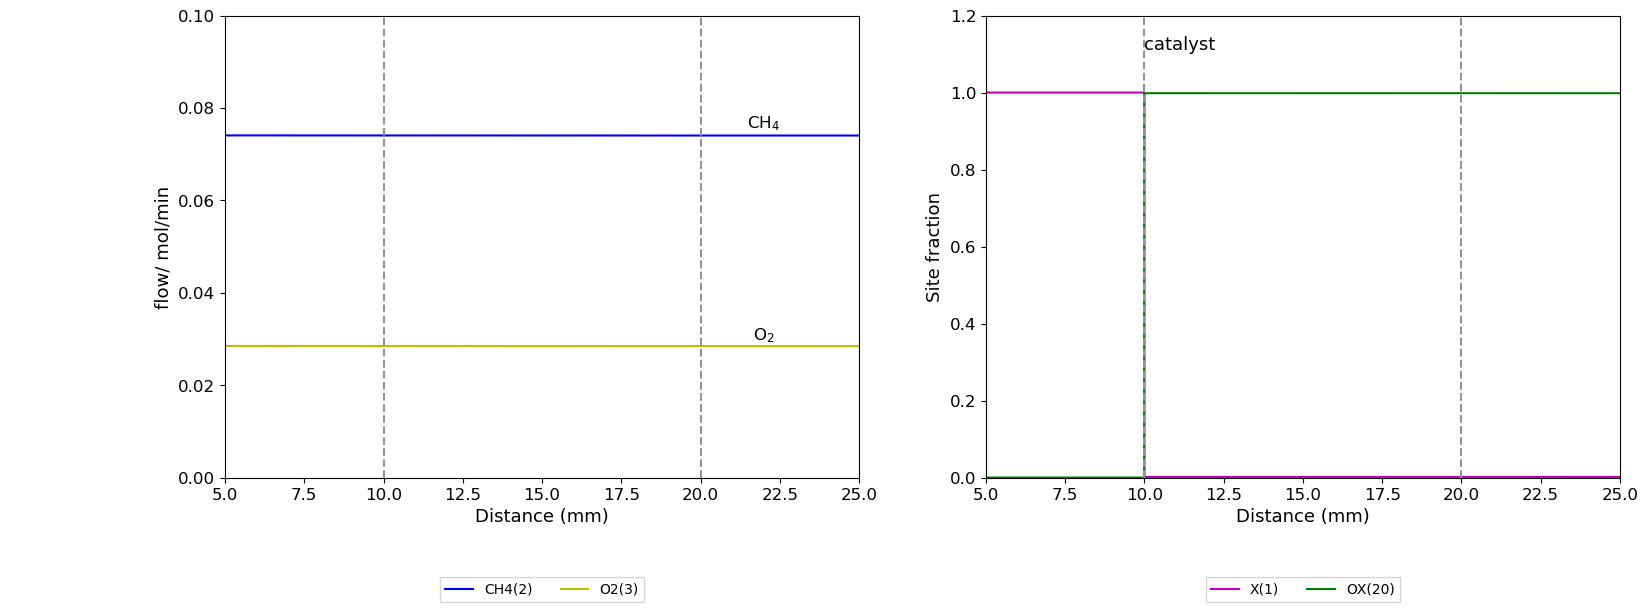 0.10
0.08
0.06
0.04
0.02
0.00
flow/ mol/min
CH4
O2
5.0 7.5 10.0 12.5 15.0 17.5 20.0 22.5 25.0
Distance (mm)
CH4(2) O2(3)
1.2
1.0
0.8
0.6
0.4
0.2
0.0
Site fraction
catalyst
5.0 7.5 10.0 12.5 15.0 17.5 20.0 22.5 25.0
Distance (mm)
X(1) OX(20)